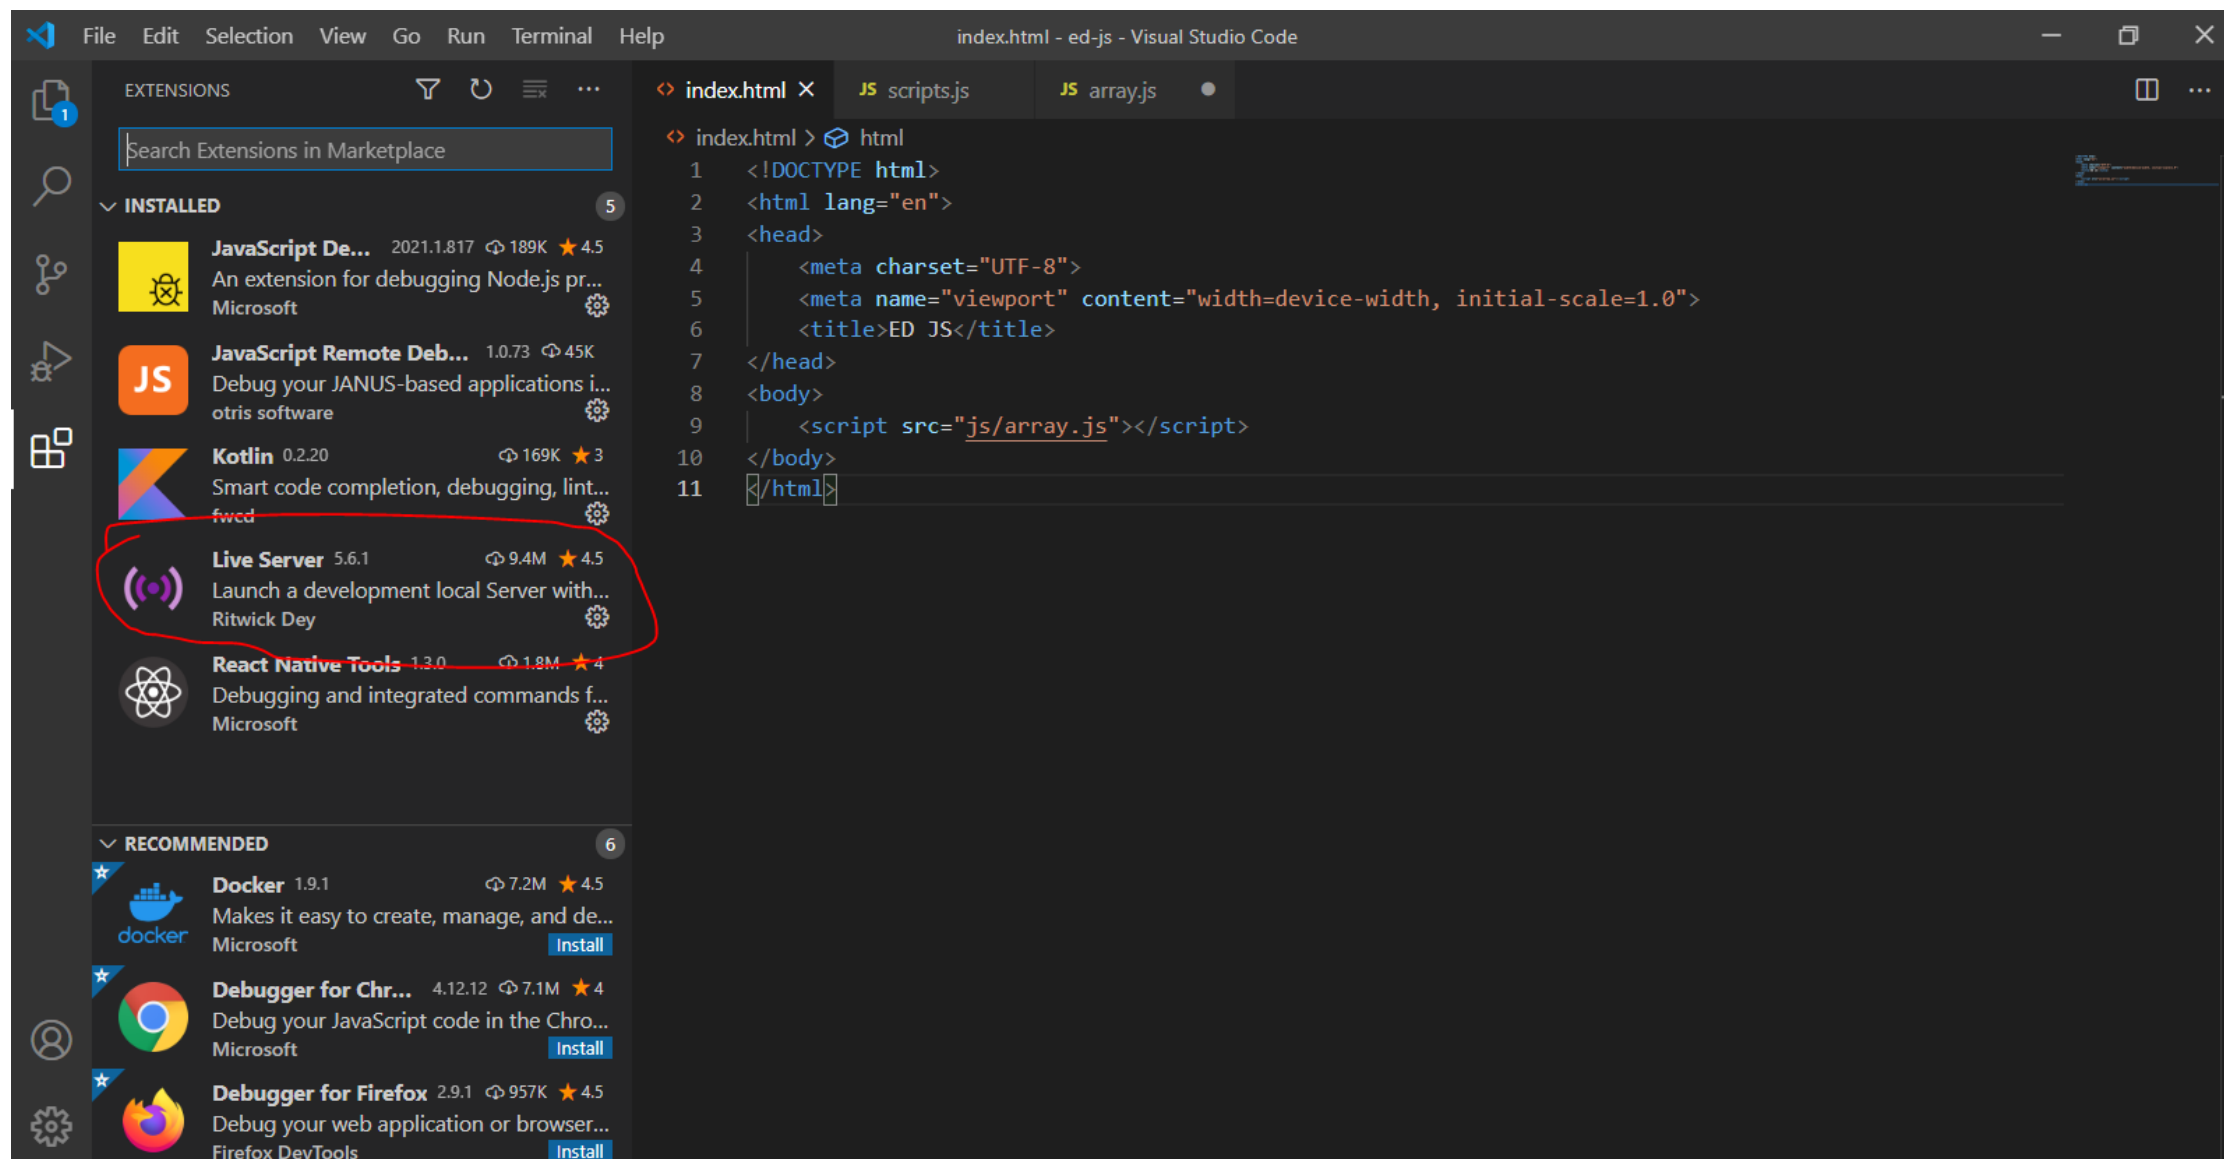 File Edit Selection View Go Run Terminal Help
index.html - ed-js - Visual Studio Code
1
EXTENSIONS
Search Extensions in Marketplace
INSTALLED 5
JavaScript De... 2021.1.817 189K 4.5
An extension for debugging Node.js pr...
Microsoft
JS
JavaScript Remote Deb... 1.0.73 45K
Debug your JANUS-based applications i...
otris software
Kotlin 0.2.20 169K 3
Smart code completion, debugging, lint...
fwcd
Live Server 5.6.1 9.4M 4.5
Launch a development local Server with...
Ritwick Dey
React Native Tools 1.3.0 1.8M 4
Debugging and integrated commands f...
Microsoft
RECOMMENDED 6
docker
Docker 1.9.1 7.2M 4.5
Makes it easy to create, manage, and de...
Microsoft Install
Debugger for Chr... 4.12.12 7.1M 4
Debug your JavaScript code in the Chro...
Microsoft Install
Debugger for Firefox 2.9.1 957K 4.5
Debug your web application or browser...
Firefox DevTools Install
index.html JS scripts.js JS array.js
index.html > html
1 <!DOCTYPE html>
2 <html lang="en">
3 <head>
4 <meta charset="UTF-8">
5 <meta name="viewport" content="width=device-width, initial-scale=1.0">
6 <title>ED JS</title>
7 </head>
8 <body>
9 <script src="js/array.js"></script>
10 </body>
11 </html>